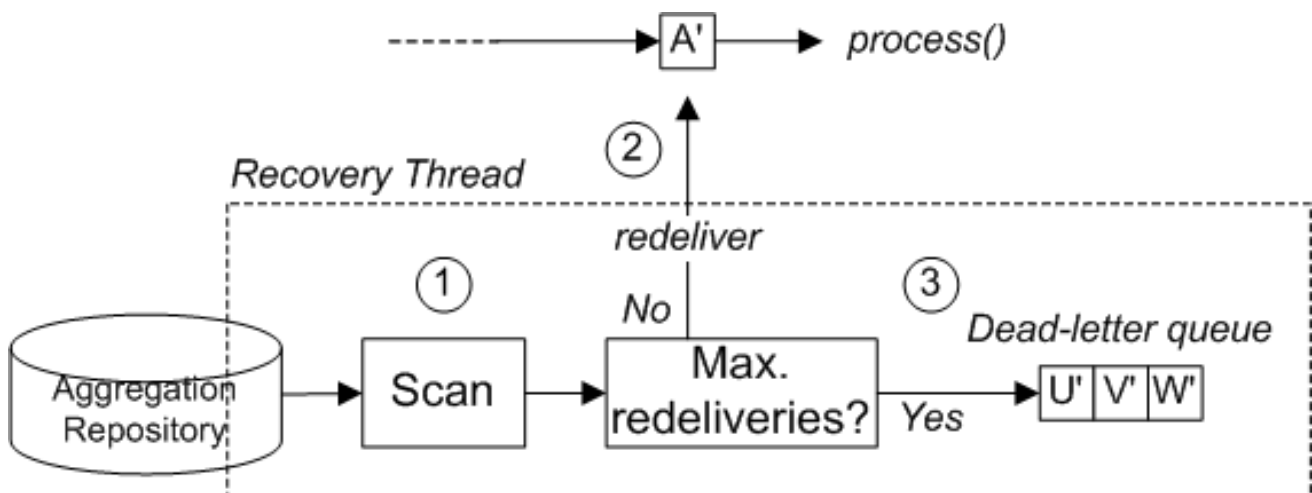 A' process()
2
Recovery Thread
redeliver
1
3
No
Dead-letter queue
Aggregation
Repository
Scan
Max.
redeliveries?
Yes
U' V' W'